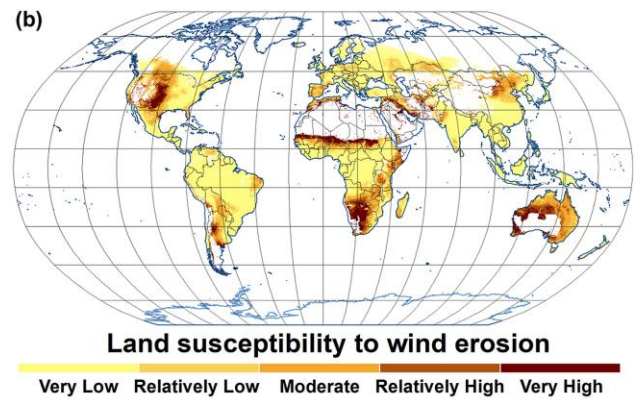 (b)
Land susceptibility to wind erosion
Very Low Relatively Low Moderate Relatively High Very High